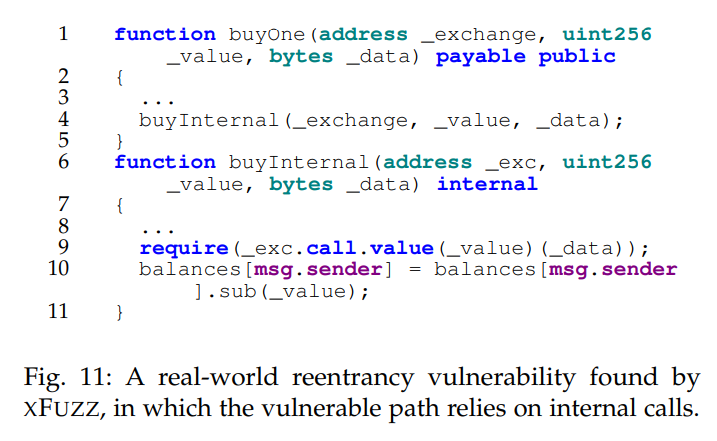 1 function buyOne(address _exchange, uint256
_value, bytes _data) payable public
2 {
3 ...
4 buyInternal(_exchange, _value, _data);
5 }
6 function buyInternal(address _exc, uint256
_value, bytes _data) internal
7 {
8 ...
9 require(_exc.call.value(_value)(_data));
10 balances[msg.sender] = balances[msg.sender
].sub(_value);
11 }
Fig. 11: A real-world reentrancy vulnerability found by
XFUZZ, in which the vulnerable path relies on internal calls.